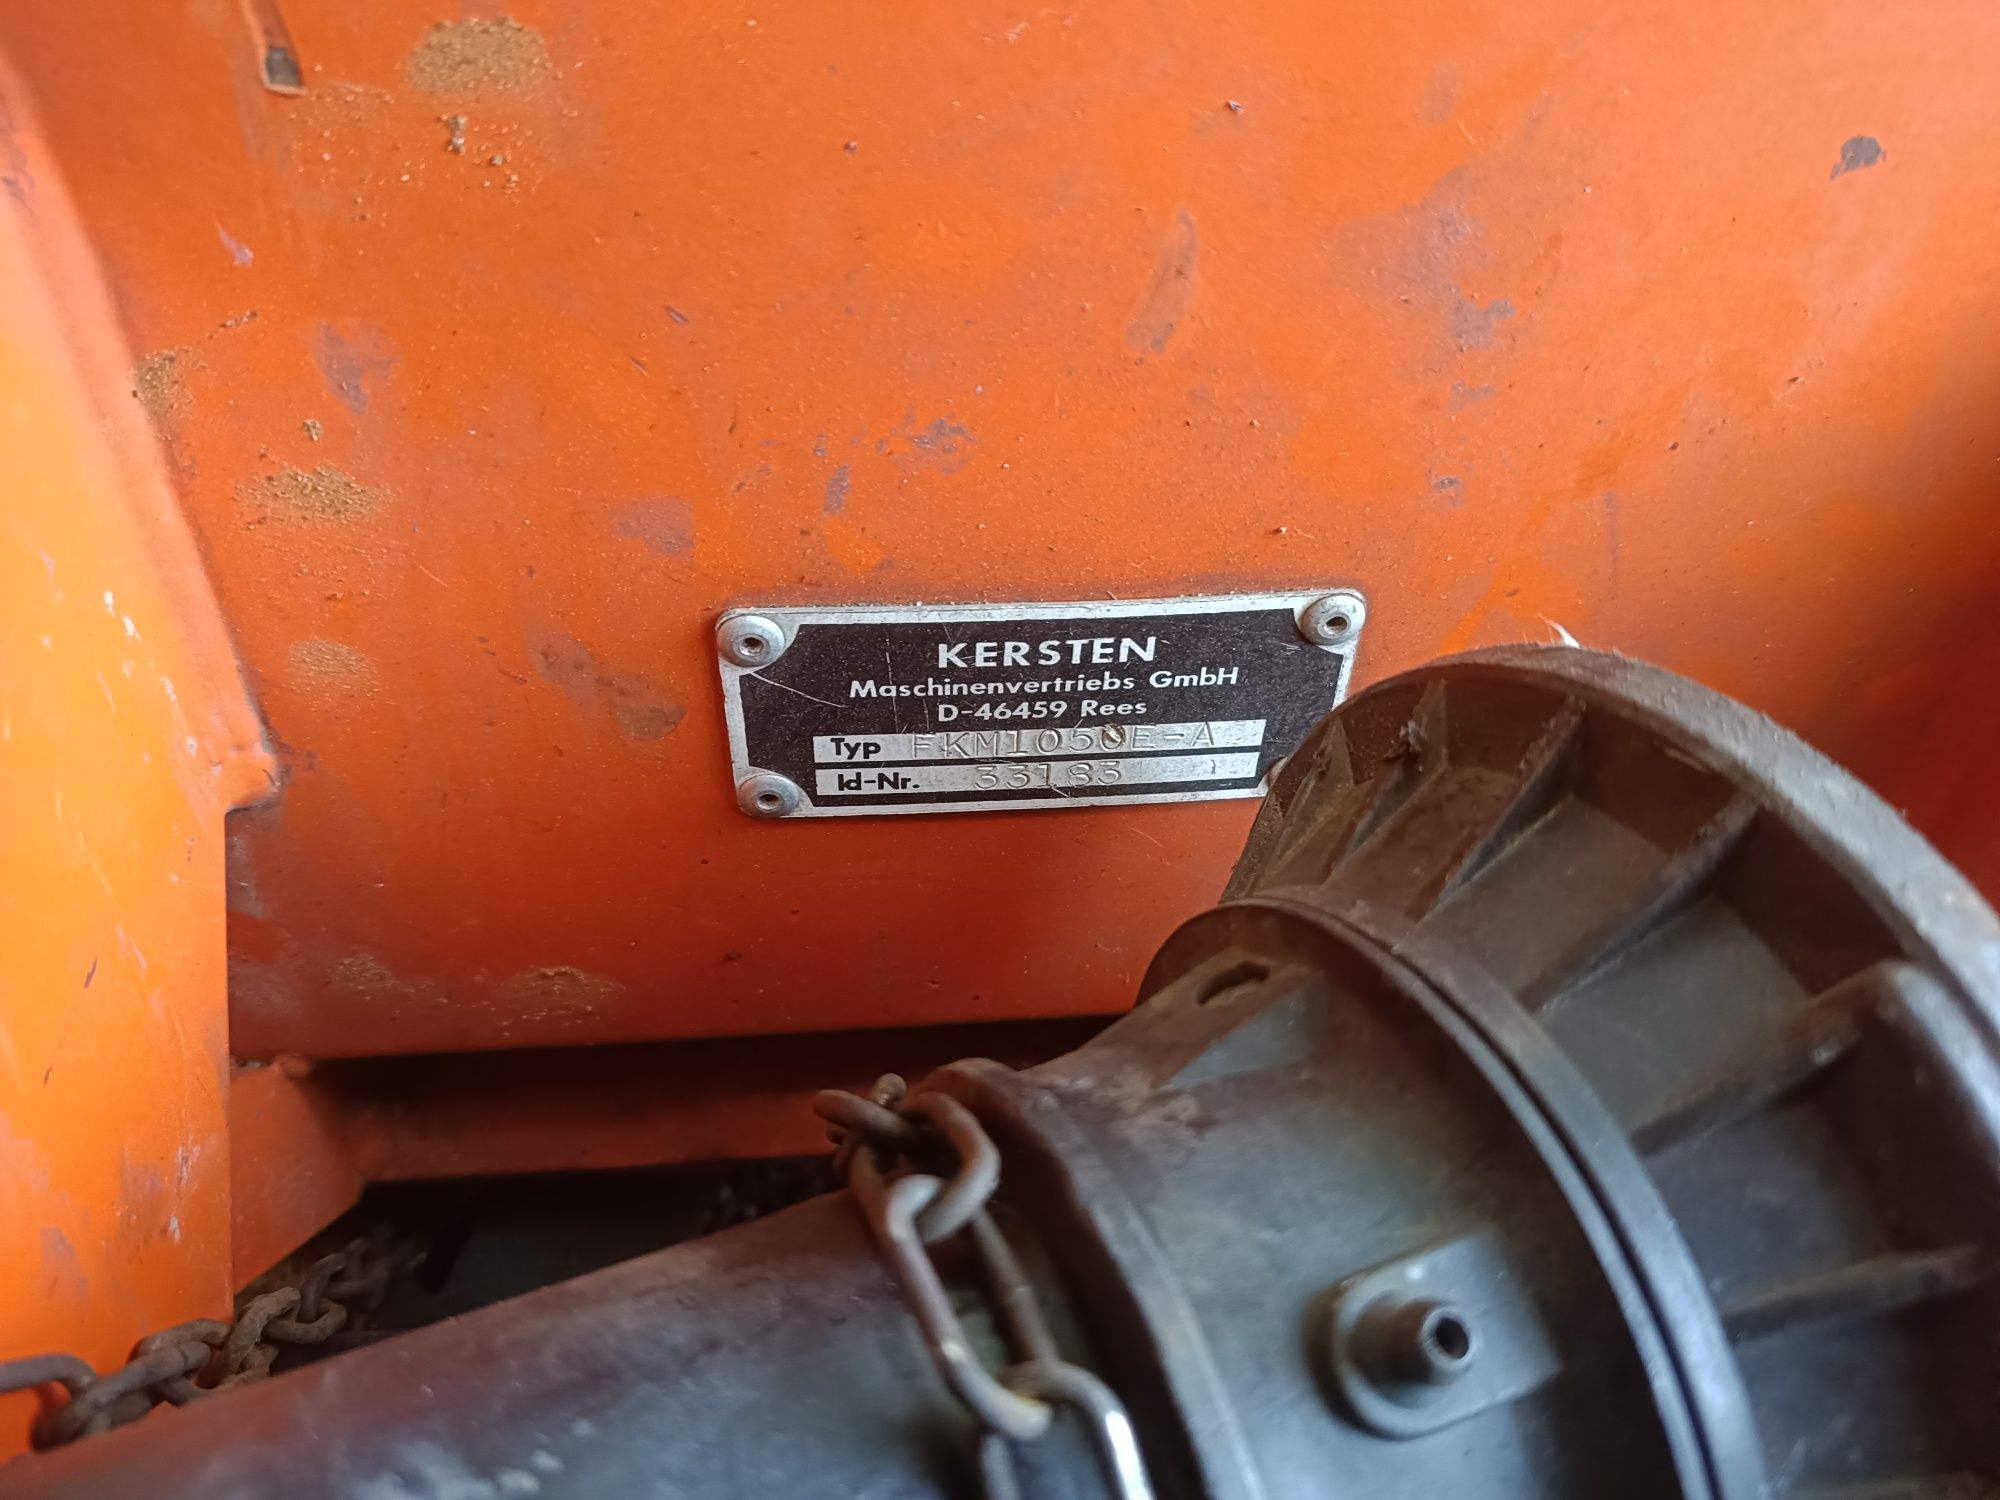 KERSTEN
Maschinenvertriebs GmbH
D-46459 Rees
Typ FKM1050E-A
Id-Nr. 33183